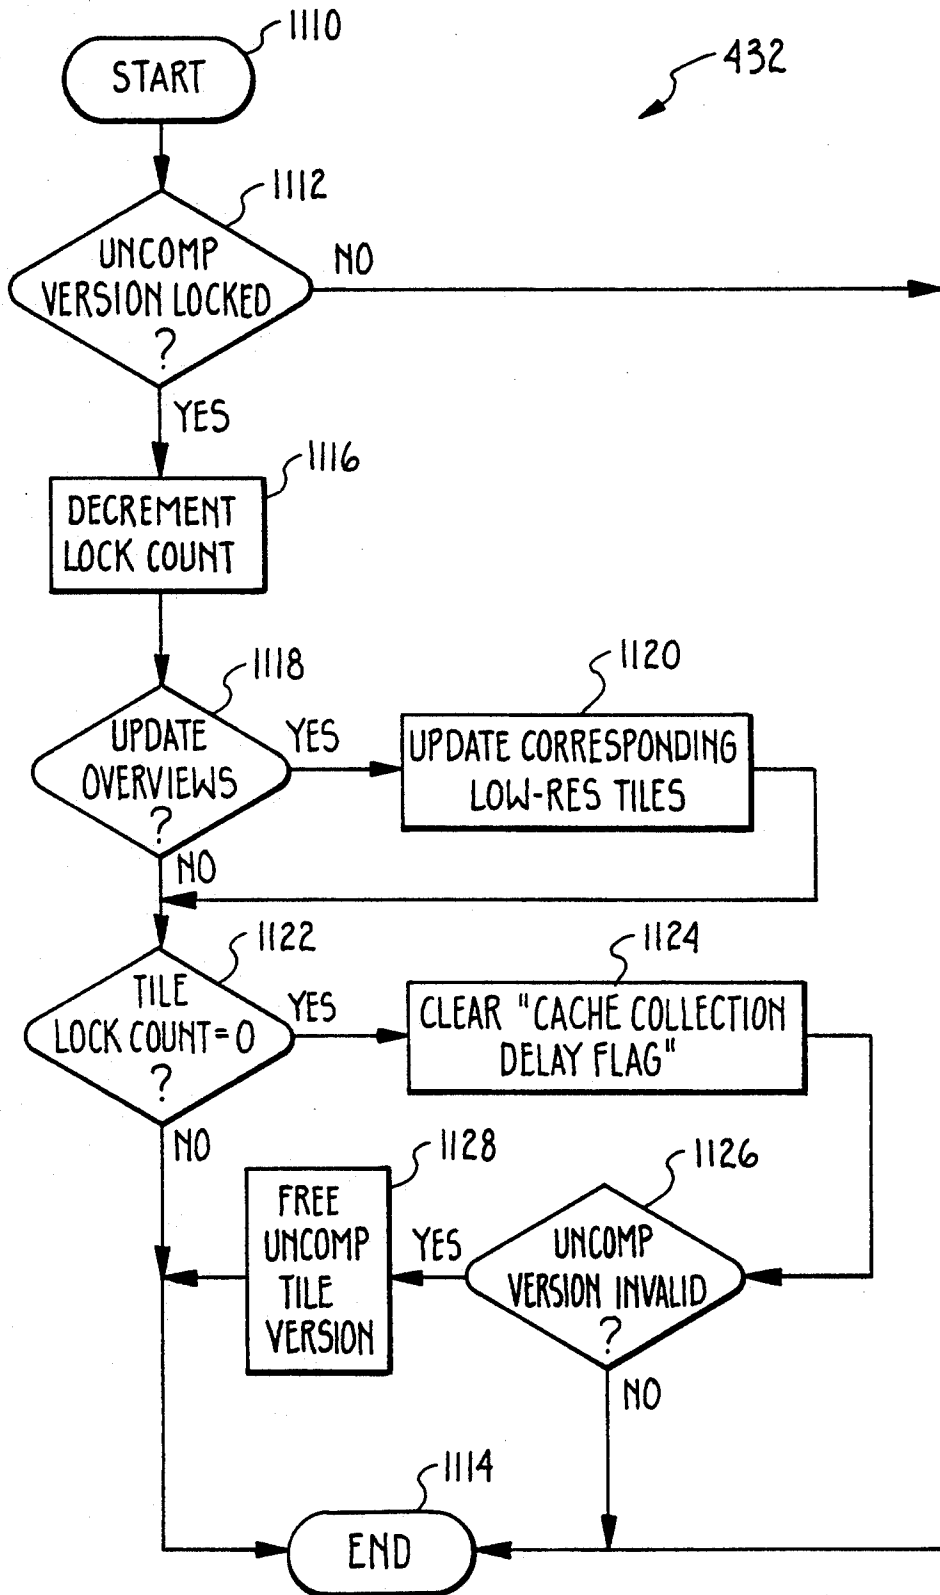 1110
START
432
1112
UNCOMP
VERSION LOCKED
?
NO
YES
1116
DECREMENT
LOCK COUNT
1118
UPDATE
OVERVIEWS
?
YES
1120
UPDATE CORRESPONDING
LOW-RES TILES
NO
1122
TILE
LOCK COUNT = 0
?
YES
1124
CLEAR "CACHE COLLECTION
DELAY FLAG"
NO
1128
FREE
UNCOMP
TILE
VERSION
YES
1126
UNCOMP
VERSION INVALID
?
NO
1114
END